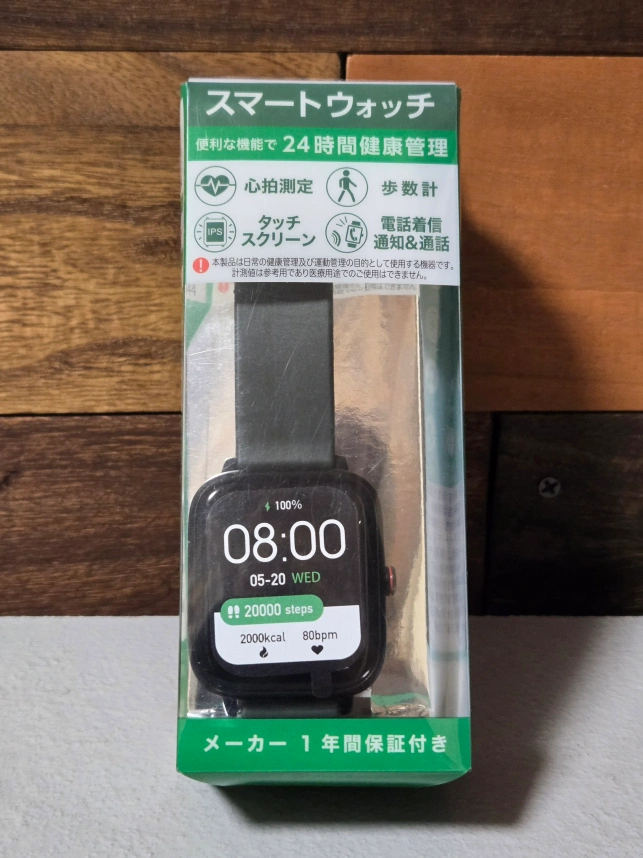 スマートウォッチ
便利な機能で 24時間健康管理
心拍測定
歩数計
IPS
タッチ
スクリーン
電話着信
通知&通話
! 本製品は日常の健康管理及び運動管理の目的として使用する機器です。
計測値は参考用であり医療用途でのご使用はできません。
100%
08:00
05-20 WED
20000 steps
2000kcal 80bpm
メーカー 1年間保証付き